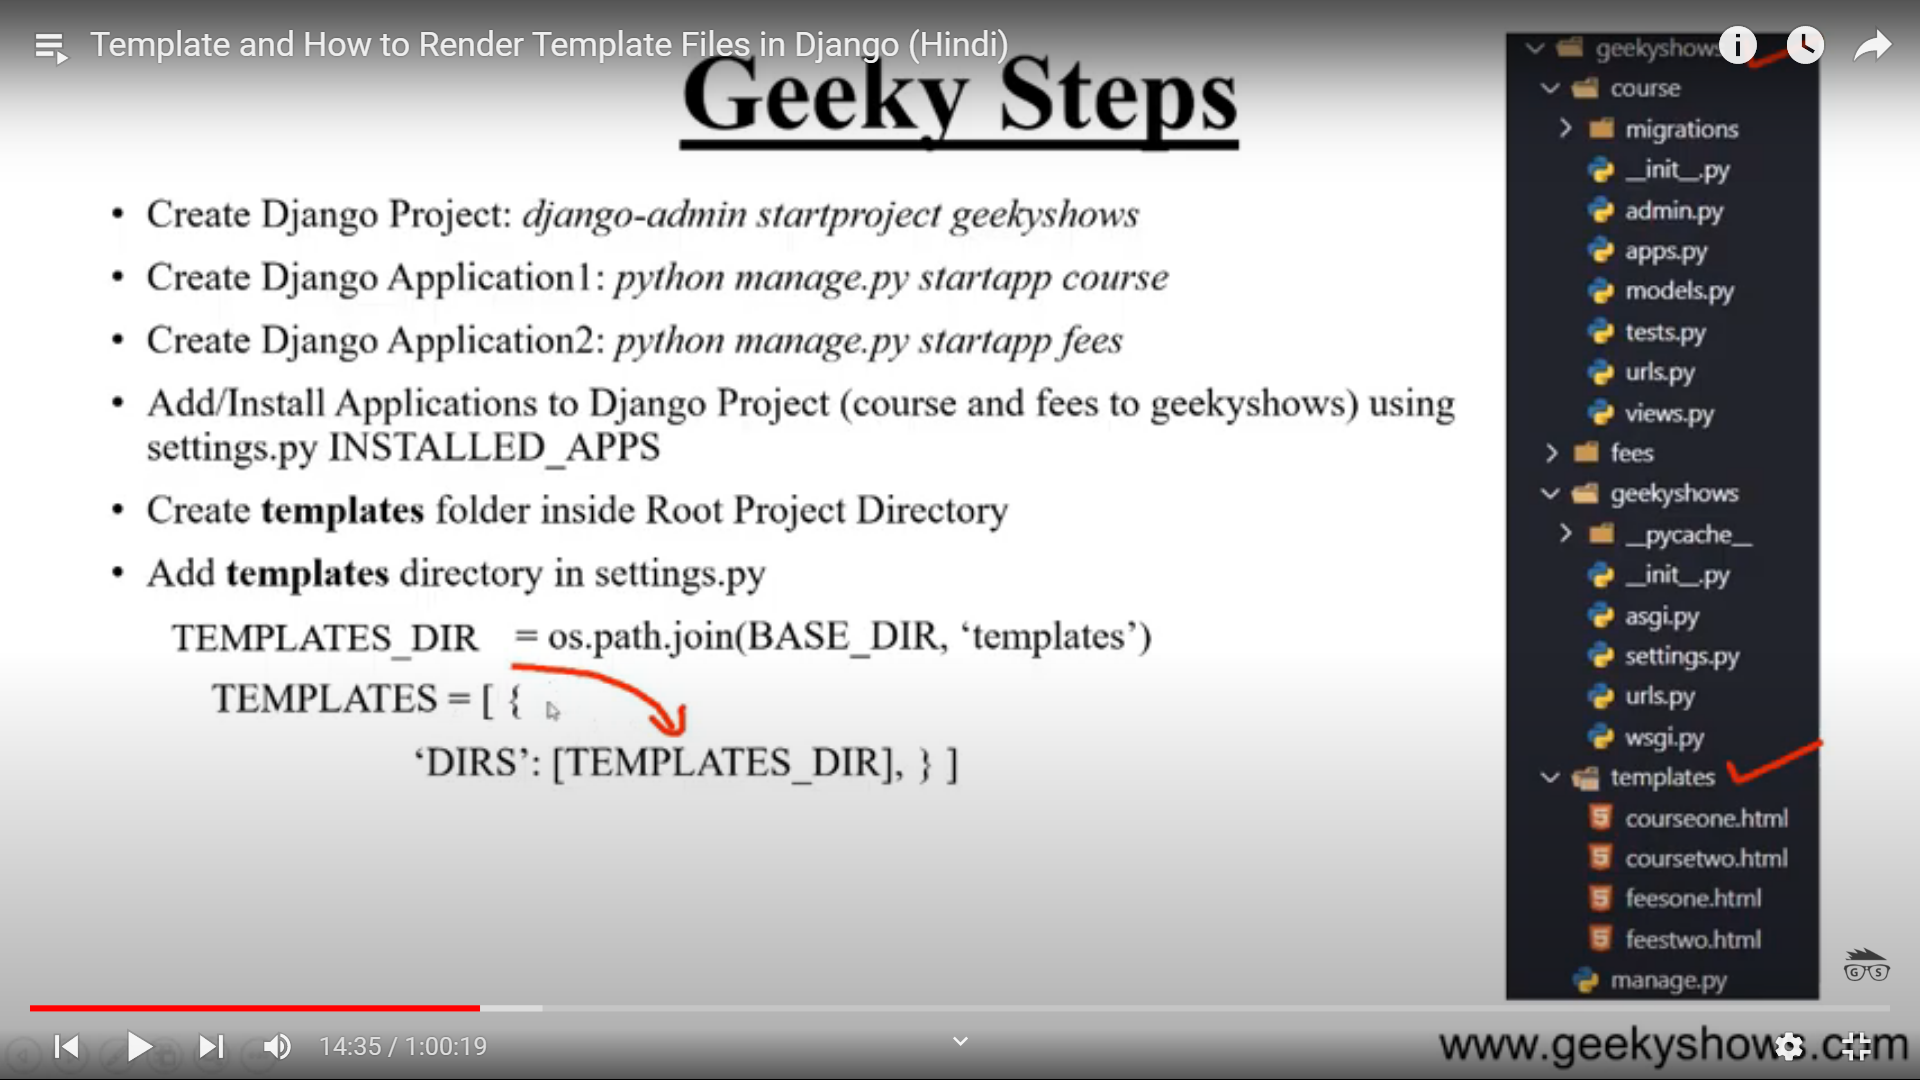 Template and How to Render Template Files in Django (Hindi)
Geeky Steps
• Create Django Project: django-admin startproject geekyshows
• Create Django Application1: python manage.py startapp course
• Create Django Application2: python manage.py startapp fees
• Add/Install Applications to Django Project (course and fees to geekyshows) using
settings.py INSTALLED_APPS
• Create templates folder inside Root Project Directory
• Add templates directory in settings.py
TEMPLATES_DIR = os.path.join(BASE_DIR, ‘templates’)
TEMPLATES = [ {
‘DIRS’: [TEMPLATES_DIR], } ]
geekyshows
course
migrations
__init__.py
admin.py
apps.py
models.py
tests.py
urls.py
views.py
fees
geekyshows
__pycache__
__init__.py
asgi.py
settings.py
urls.py
wsgi.py
templates
courseone.html
coursetwo.html
feesone.html
feestwo.html
manage.py
G S
14:35 / 1:00:19
www.geekyshows.com